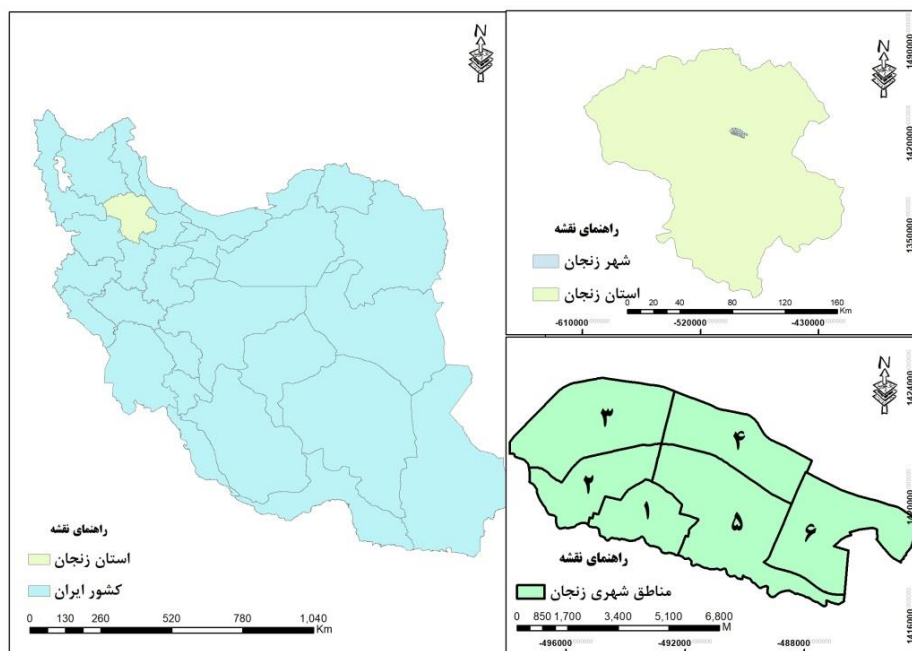 N
راهنمای نقشه
استان زنجان
کشور ایران
0 130 260 520 780 1,040
Km
N
راهنمای نقشه
شهر زنجان
استان زنجان
0 20 40 80 120 160
Km
-610000 -520000 -430000
1490000
1420000
1350000
N
۳
۴
۲
۱
۵
۶
راهنمای نقشه
مناطق شهری زنجان
0 850 1,700 3,400 5,100 6,800
M
-496000 -492000 -488000
1424000
1416000